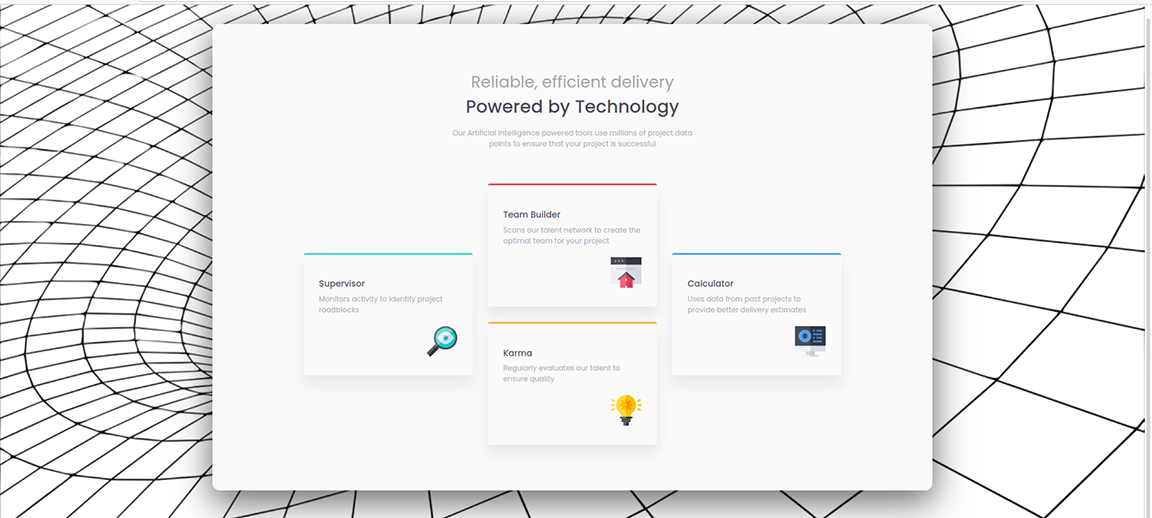 Reliable, efficient delivery
Powered by Technology
Our Artificial Intelligence powered tools use millions of project data
points to ensure that your project is successful
Supervisor
Monitors activity to identify project
roadblocks
Team Builder
Scans our talent network to create the
optimal team for your project
Karma
Regularly evaluates our talent to
ensure quality
Calculator
Uses data from past projects to
provide better delivery estimates